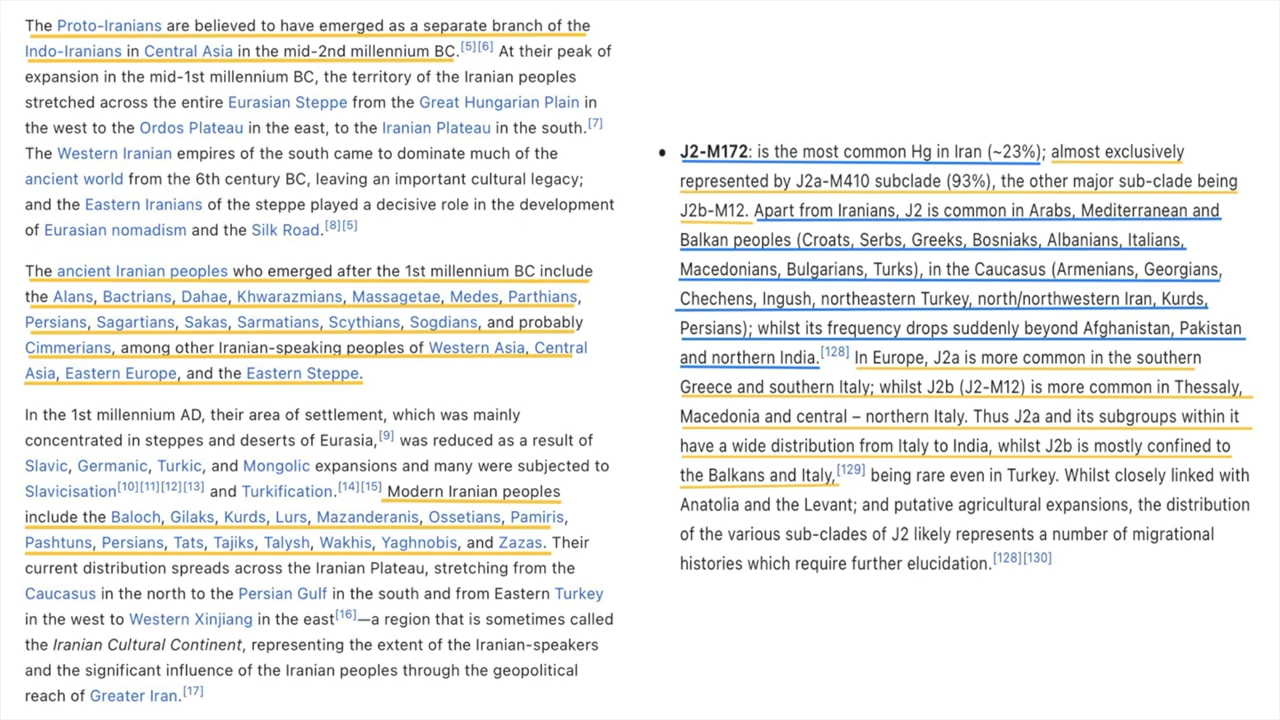 The Proto-Iranians are believed to have emerged as a separate branch of the
Indo-Iranians in Central Asia in the mid-2nd millennium BC.[5][6] At their peak of
expansion in the mid-1st millennium BC, the territory of the Iranian peoples
stretched across the entire Eurasian Steppe from the Great Hungarian Plain in
the west to the Ordos Plateau in the east, to the Iranian Plateau in the south.[7]
The Western Iranian empires of the south came to dominate much of the
ancient world from the 6th century BC, leaving an important cultural legacy;
and the Eastern Iranians of the steppe played a decisive role in the development
of Eurasian nomadism and the Silk Road.[8][5]
The ancient Iranian peoples who emerged after the 1st millennium BC include
the Alans, Bactrians, Dahae, Khwarazmians, Massagetae, Medes, Parthians,
Persians, Sagartians, Sakas, Sarmatians, Scythians, Sogdians, and probably
Cimmerians, among other Iranian-speaking peoples of Western Asia, Central
Asia, Eastern Europe, and the Eastern Steppe.
In the 1st millennium AD, their area of settlement, which was mainly
concentrated in steppes and deserts of Eurasia,[9] was reduced as a result of
Slavic, Germanic, Turkic, and Mongolic expansions and many were subjected to
Slavicisation[10][11][12][13] and Turkification.[14][15] Modern Iranian peoples
include the Baloch, Gilaks, Kurds, Lurs, Mazanderanis, Ossetians, Pamiris,
Pashtuns, Persians, Tats, Tajiks, Talysh, Wakhis, Yaghnobis, and Zazas. Their
current distribution spreads across the Iranian Plateau, stretching from the
Caucasus in the north to the Persian Gulf in the south and from Eastern Turkey
in the west to Western Xinjiang in the east[16]—a region that is sometimes called
the Iranian Cultural Continent, representing the extent of the Iranian-speakers
and the significant influence of the Iranian peoples through the geopolitical
reach of Greater Iran.[17]
• J2-M172: is the most common Hg in Iran (~23%); almost exclusively
represented by J2a-M410 subclade (93%), the other major sub-clade being
J2b-M12. Apart from Iranians, J2 is common in Arabs, Mediterranean and
Balkan peoples (Croats, Serbs, Greeks, Bosniaks, Albanians, Italians,
Macedonians, Bulgarians, Turks), in the Caucasus (Armenians, Georgians,
Chechens, Ingush, northeastern Turkey, north/northwestern Iran, Kurds,
Persians); whilst its frequency drops suddenly beyond Afghanistan, Pakistan
and northern India.[128] In Europe, J2a is more common in the southern
Greece and southern Italy; whilst J2b (J2-M12) is more common in Thessaly,
Macedonia and central – northern Italy. Thus J2a and its subgroups within it
have a wide distribution from Italy to India, whilst J2b is mostly confined to
the Balkans and Italy,[129] being rare even in Turkey. Whilst closely linked with
Anatolia and the Levant; and putative agricultural expansions, the distribution
of the various sub-clades of J2 likely represents a number of migrational
histories which require further elucidation.[128][130]